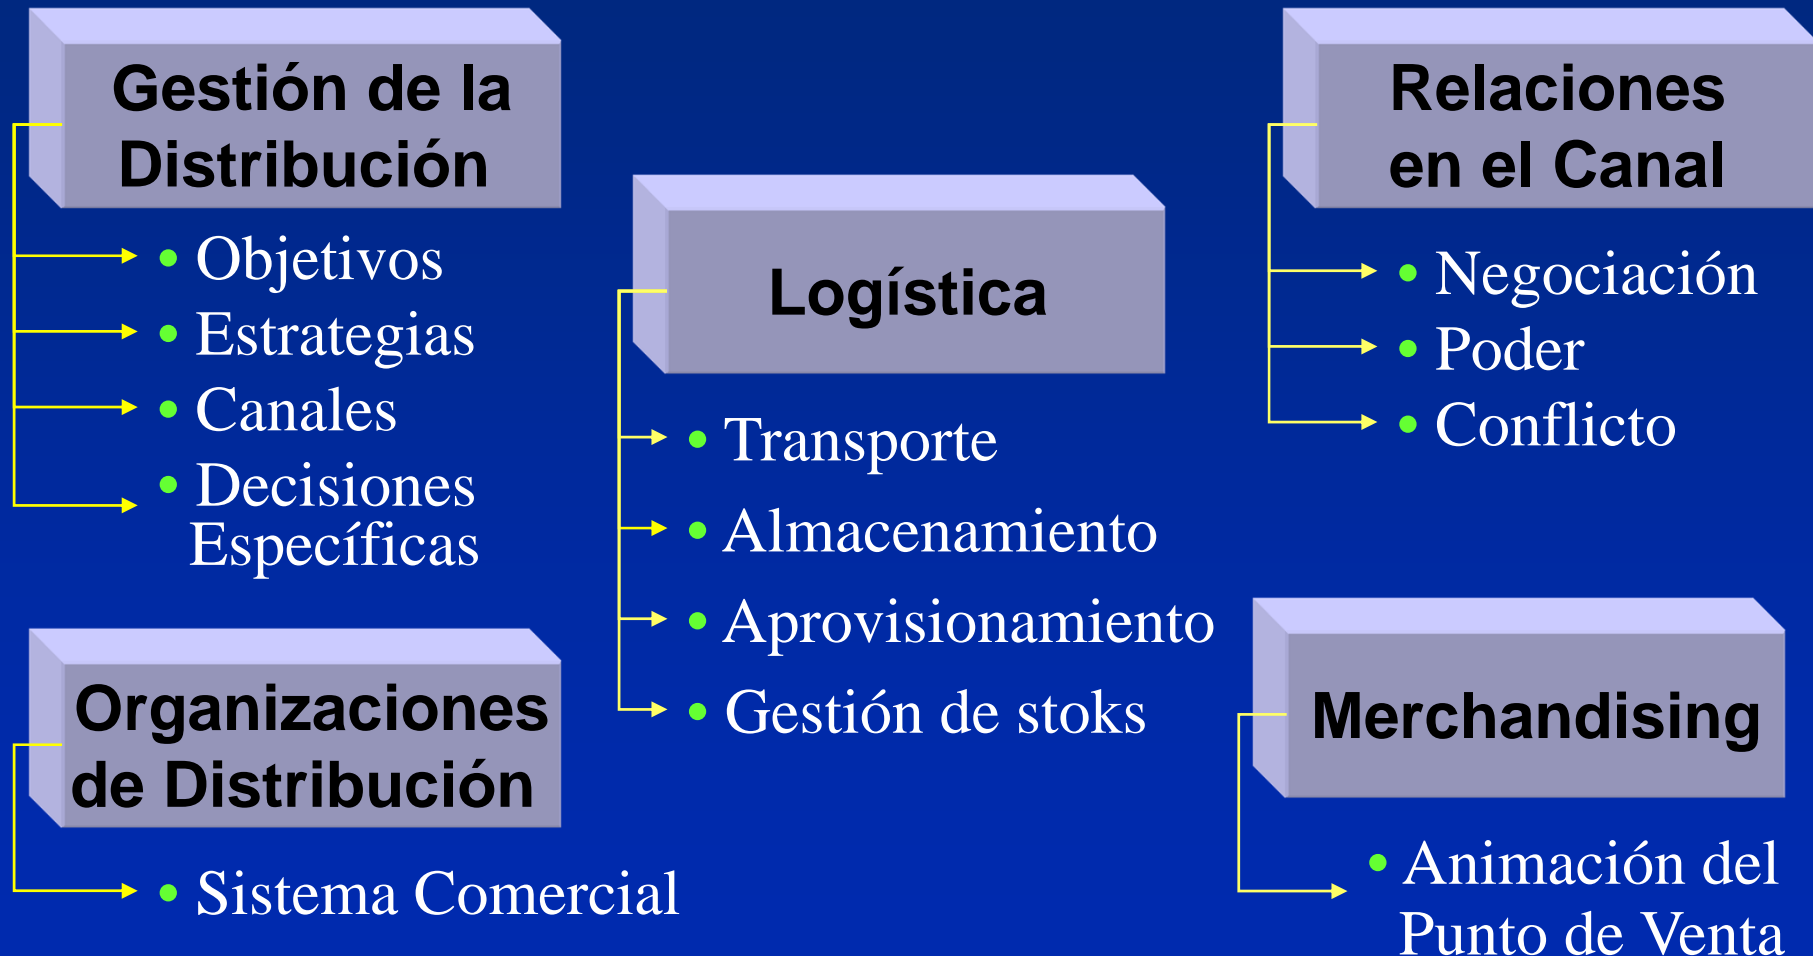 Gestión de la
Distribución
• Objetivos
• Estrategias
• Canales
• Decisiones
Específicas
Organizaciones
de Distribución
• Sistema Comercial
Logística
• Transporte
• Almacenamiento
• Aprovisionamiento
• Gestión de stoks
Relaciones
en el Canal
• Negociación
• Poder
• Conflicto
Merchandising
• Animación del
Punto de Venta